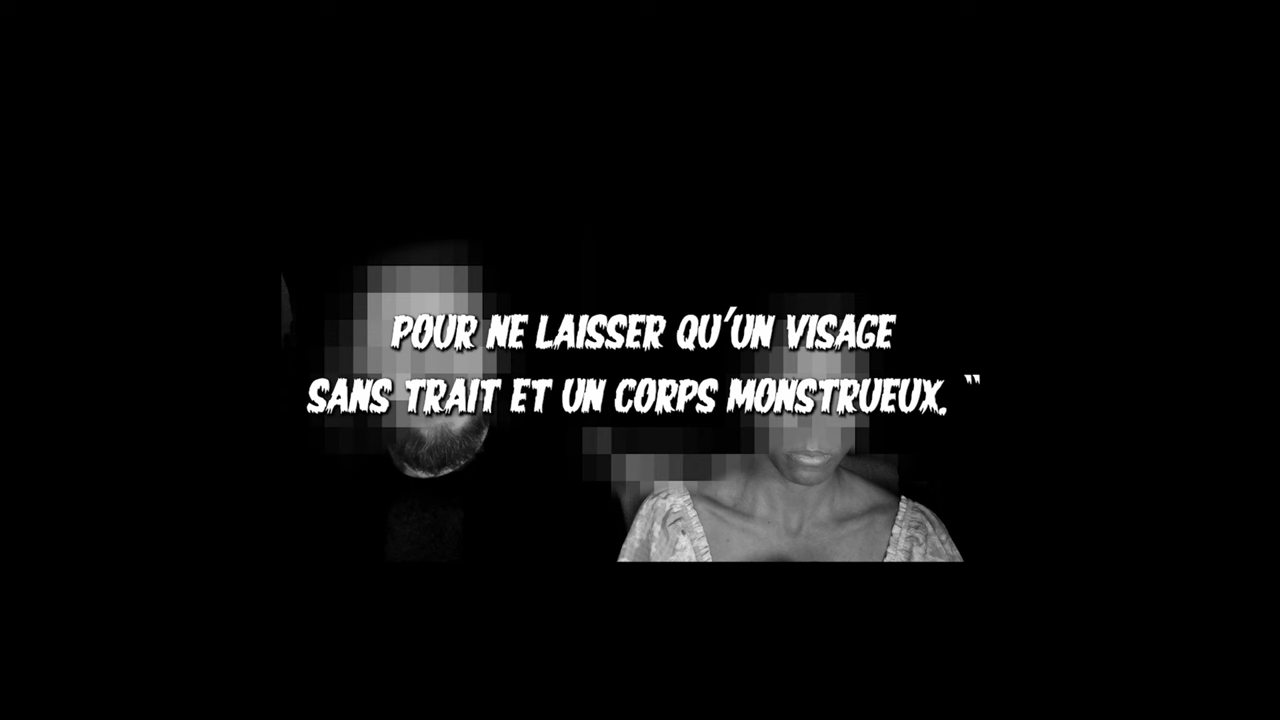 POUR NE LAISSER QU'UN VISAGE
SANS TRAIT ET UN CORPS MONSTRUEUX. "